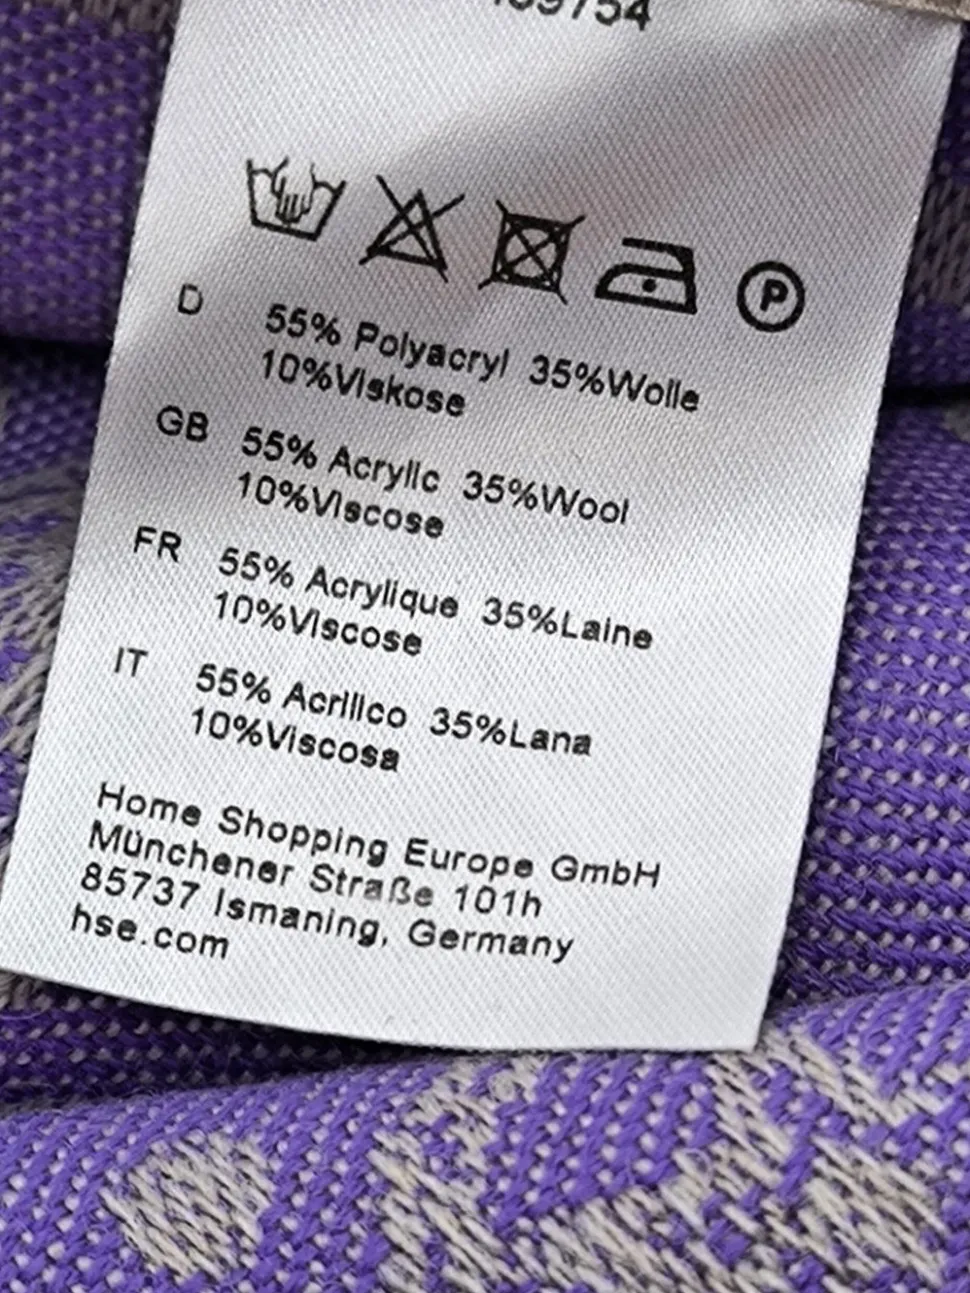 D 55% Polyacryl 35%Wolle
10%Viskose
GB 55% Acrylic 35%Wool
10%Viscose
FR 55% Acrylique 35%Laine
10%Viscose
IT 55% Acrilico 35%Lana
10%Viscosa
Home Shopping Europe GmbH
Münchener Straße 101h
85737 Ismaning, Germany
hse.com
P